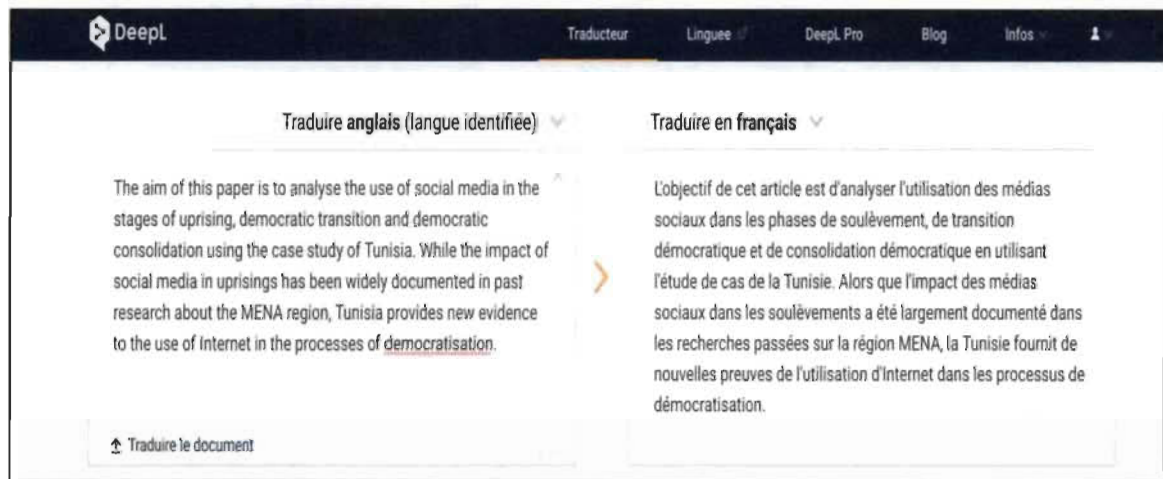 DeepL
Traducteur Linguee DeepL Pro Blog Infos
Traduire anglais (langue identifiée)
The aim of this paper is to analyse the use of social media in the
stages of uprising, democratic transition and democratic
consolidation using the case study of Tunisia. While the impact of
social media in uprisings has been widely documented in past
research about the MENA region, Tunisia provides new evidence
to the use of Internet in the processes of democratisation.
Traduire le document
Traduire en français
L'objectif de cet article est d'analyser l'utilisation des médias
sociaux dans les phases de soulèvement, de transition
démocratique et de consolidation démocratique en utilisant
l'étude de cas de la Tunisie. Alors que l'impact des médias
sociaux dans les soulèvements a été largement documenté dans
les recherches passées sur la région MENA, la Tunisie fournit de
nouvelles preuves de l'utilisation d'Internet dans les processus de
démocratisation.